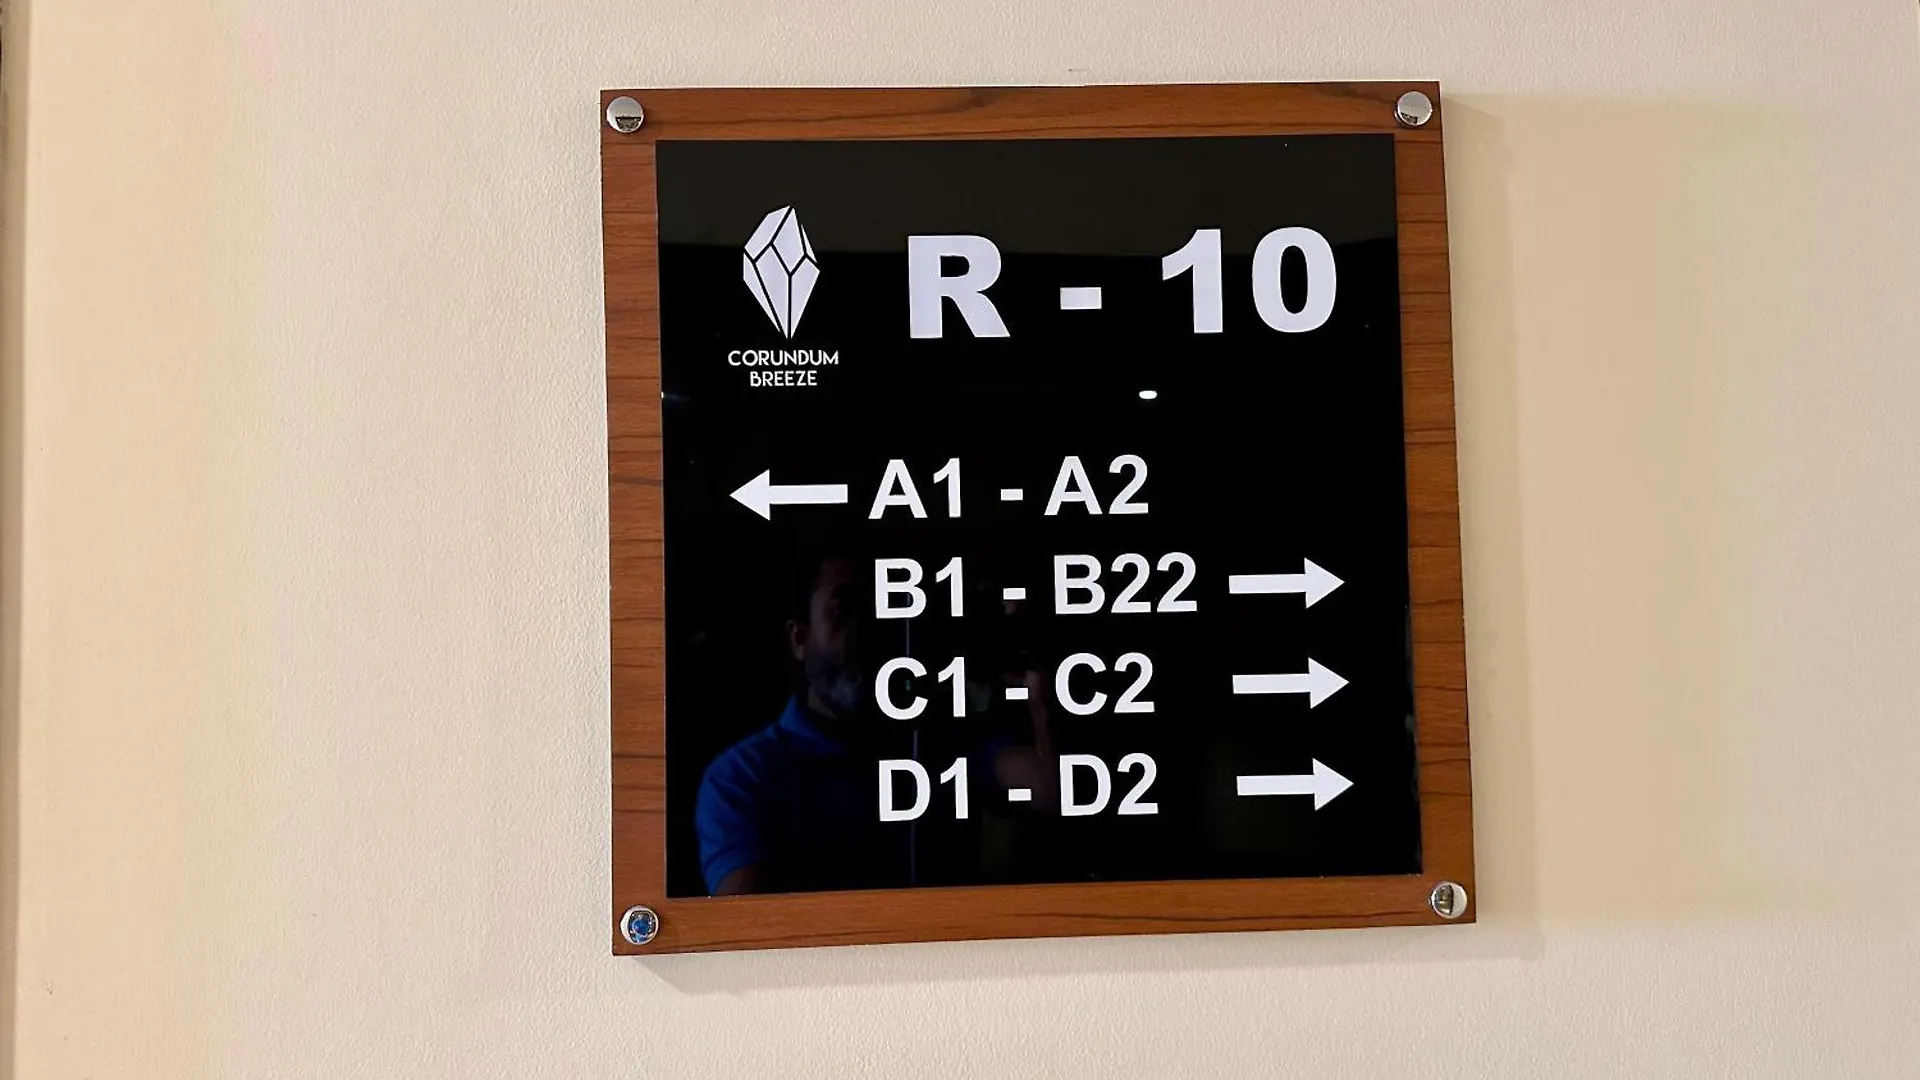 R - 10
CORUNDUM
BREEZE
← A1 - A2
B1 - B22 →
C1 - C2 →
D1 - D2 →